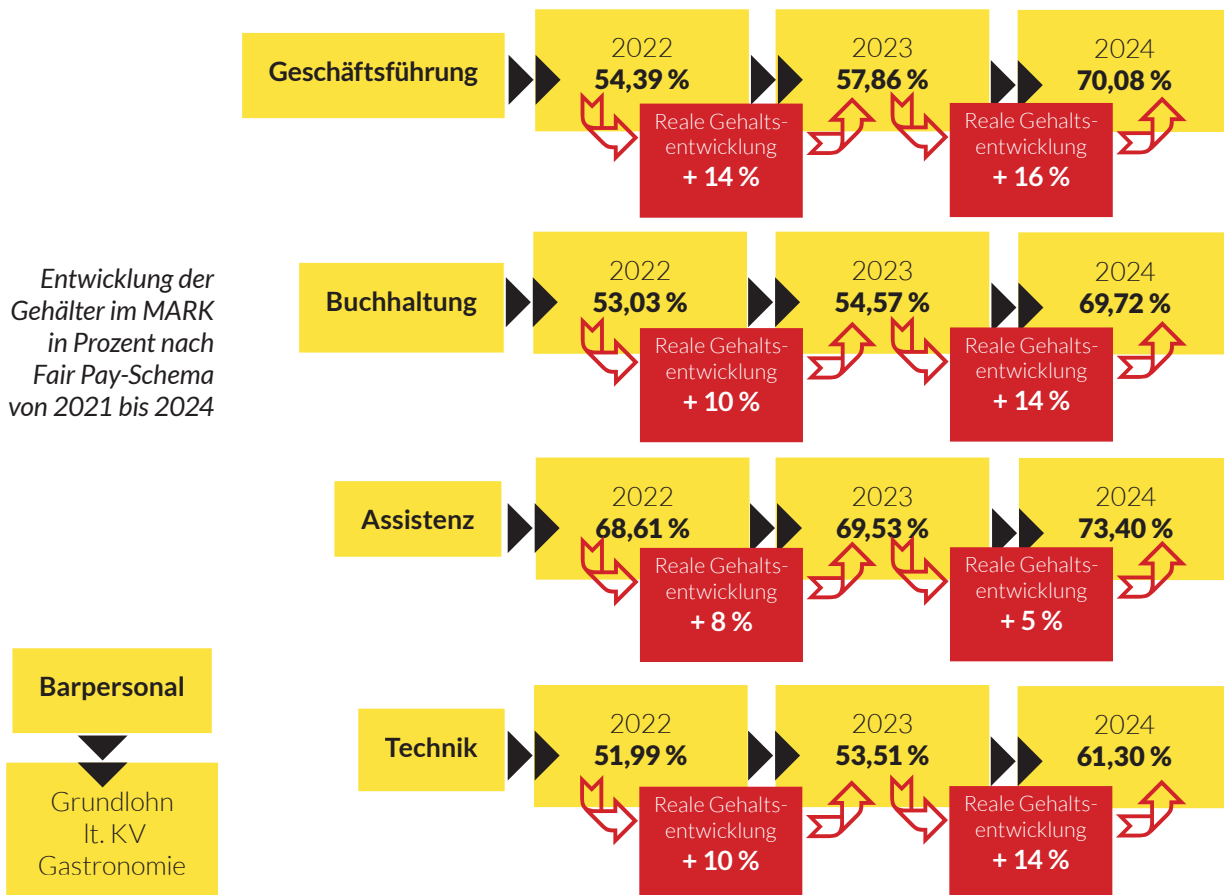 Entwicklung der
Gehälter im MARK
in Prozent nach
Fair Pay-Schema
von 2021 bis 2024
Geschäftsführung
2022
54,39 %
Reale Gehalts-
entwicklung
+ 14 %
2023
57,86 %
Reale Gehalts-
entwicklung
+ 16 %
2024
70,08 %
Buchhaltung
2022
53,03 %
Reale Gehalts-
entwicklung
+ 10 %
2023
54,57 %
Reale Gehalts-
entwicklung
+ 14 %
2024
69,72 %
Assistenz
2022
68,61 %
Reale Gehalts-
entwicklung
+ 8 %
2023
69,53 %
Reale Gehalts-
entwicklung
+ 5 %
2024
73,40 %
Technik
2022
51,99 %
Reale Gehalts-
entwicklung
+ 10 %
2023
53,51 %
Reale Gehalts-
entwicklung
+ 14 %
2024
61,30 %
Barpersonal
Grundlohn
lt. KV
Gastronomie